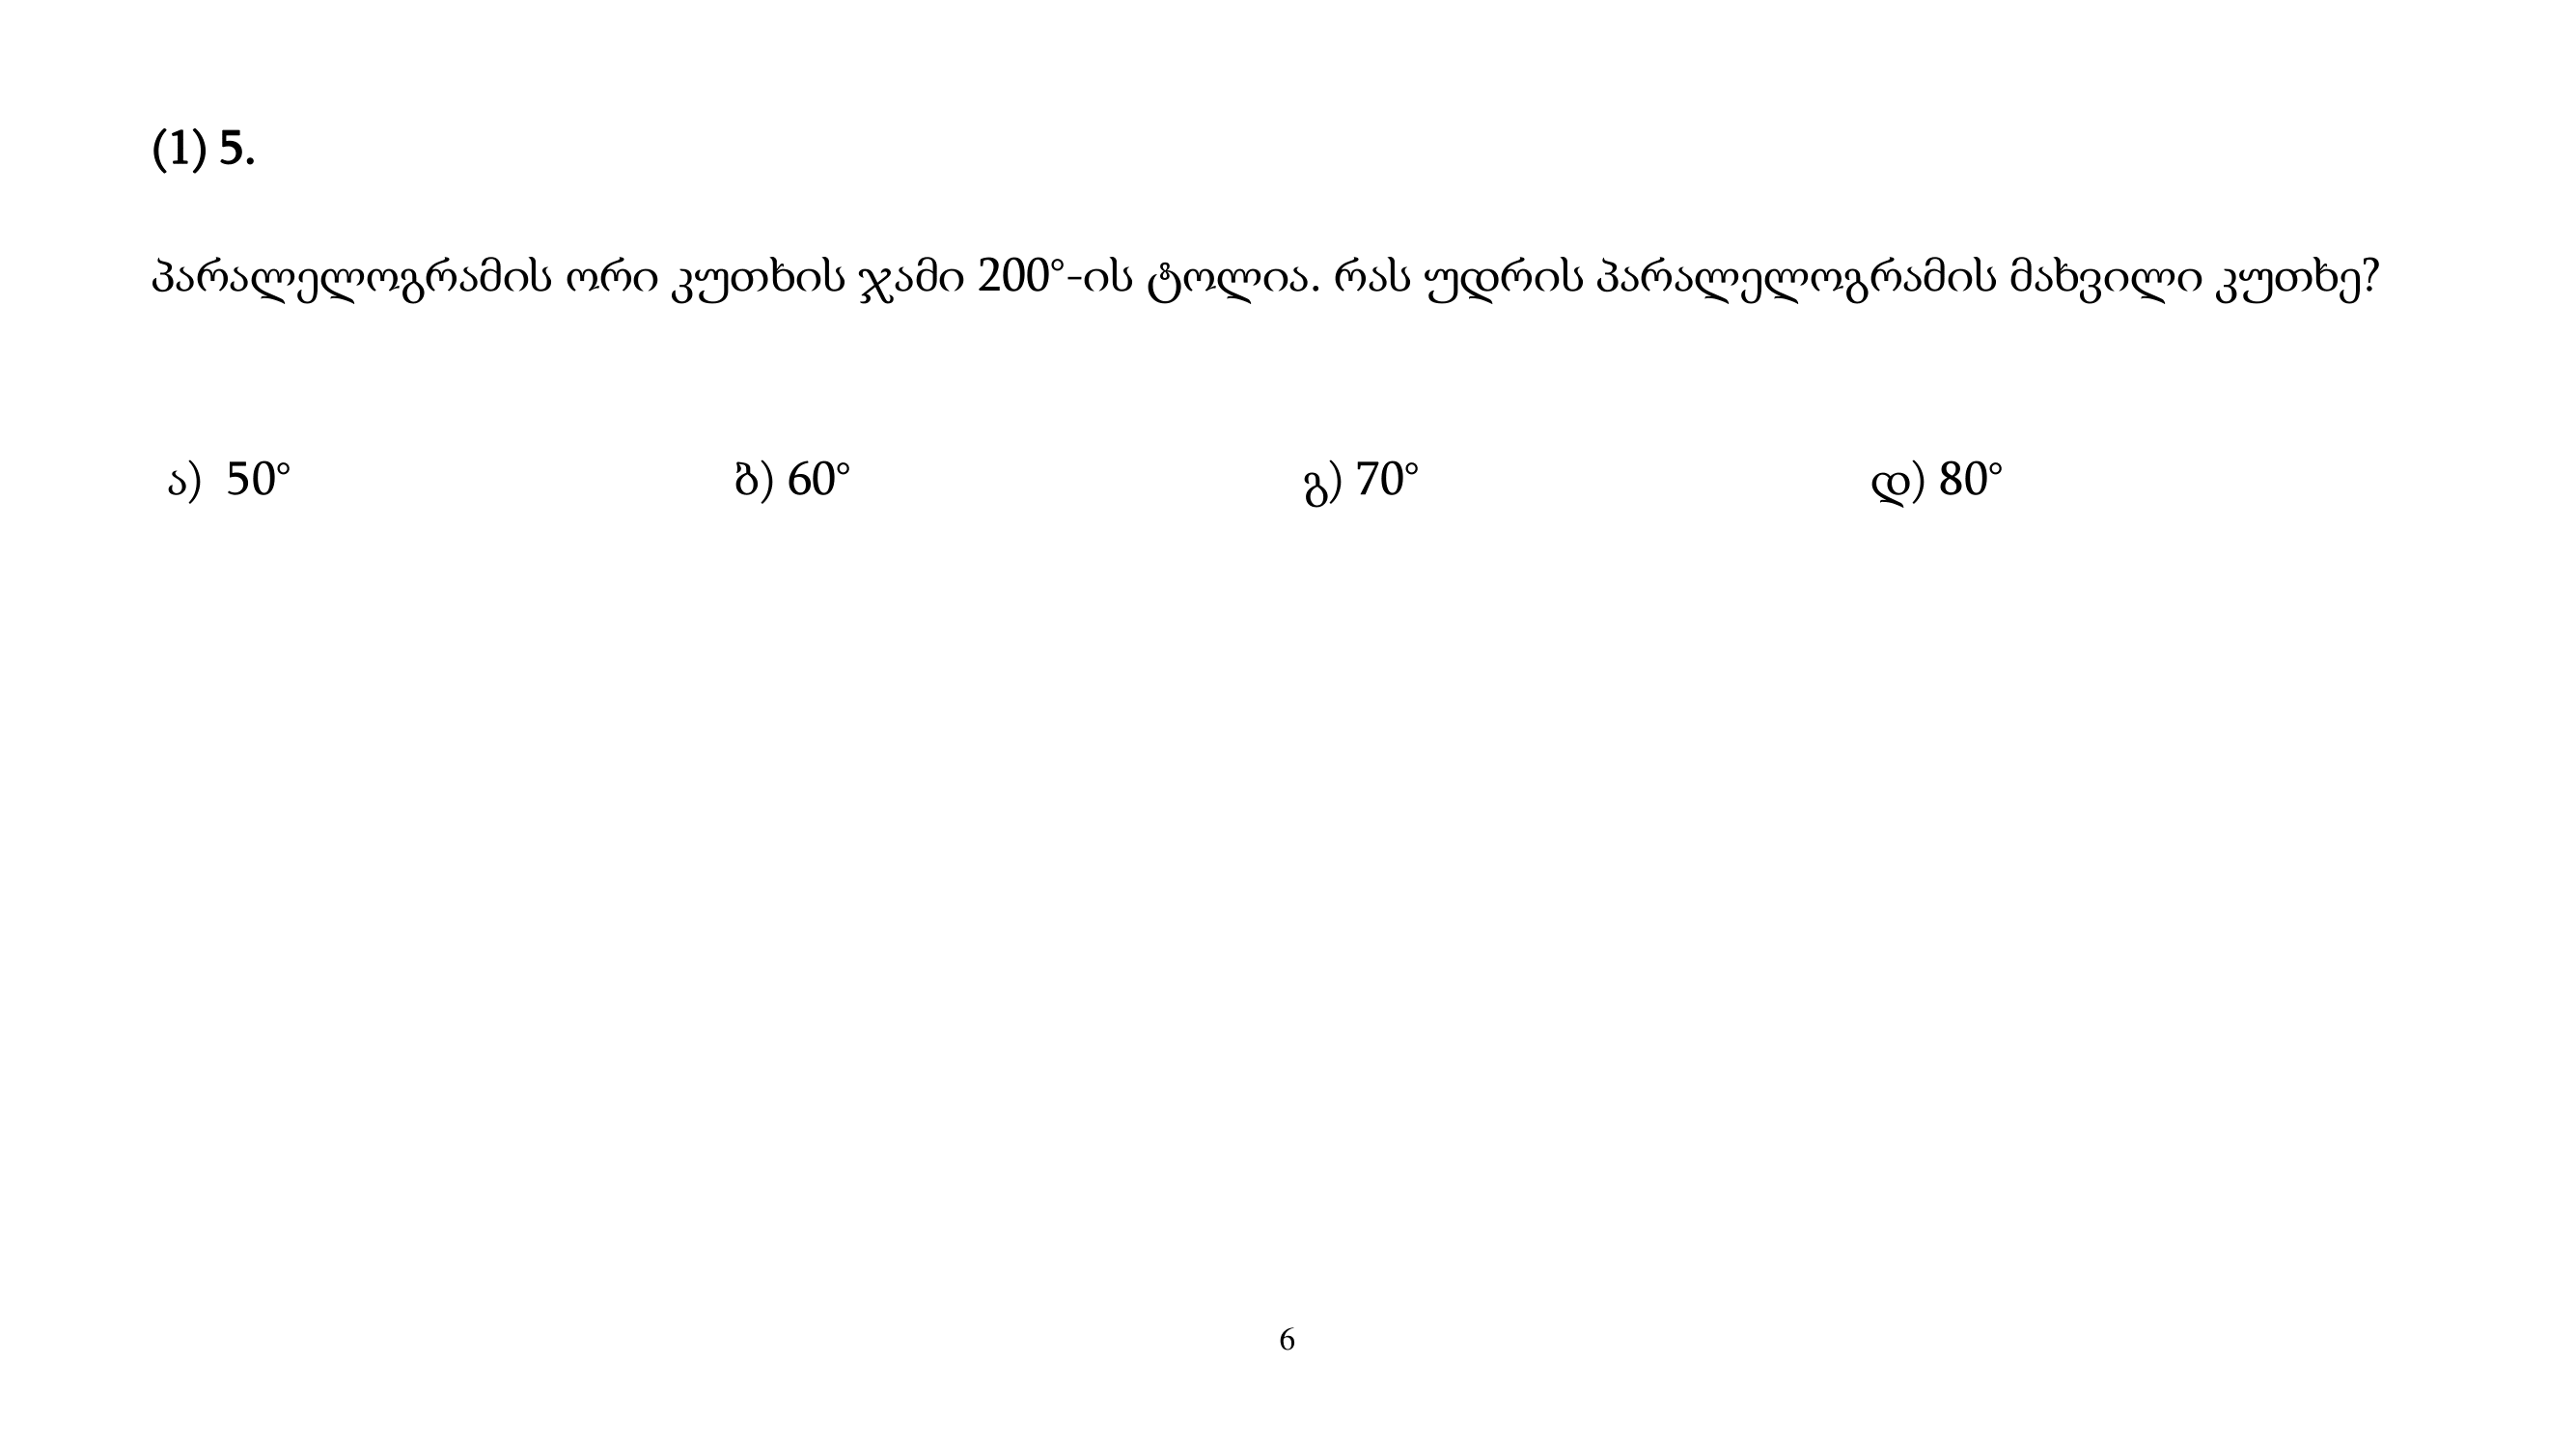 (1) 5.
პარალელოგრამის ორი კუთხის ჯამი 200°-ის ტოლია. რას უდრის პარალელოგრამის მახვილი კუთხე?
ა) 50° ბ) 60° გ) 70° დ) 80°
6